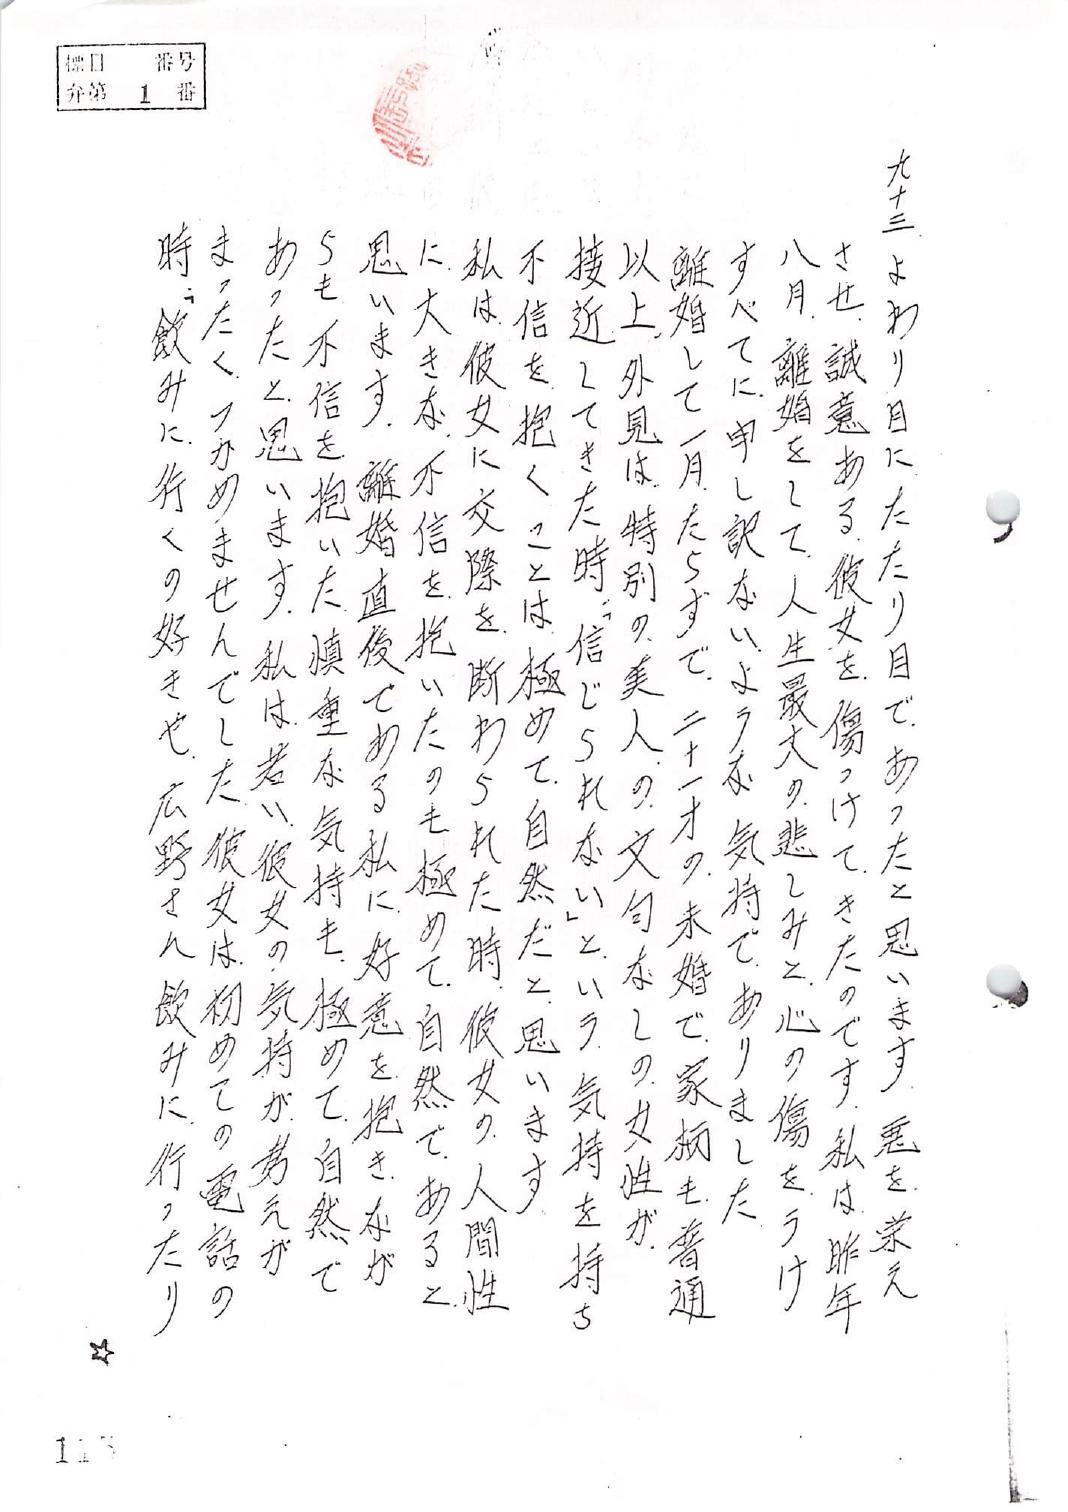 標目 番号
弁第 1 番
九十三
よわり目にたたり目で、あったと思います。悪を栄え
させ、誠意ある、彼女を、傷つけて、きたのです。私は、昨年
八月、離婚をして、人生最大の、悲しみと、心の、傷を、うけ
すべてに、申し訳ないような、気持で、ありました。
離婚して、一月、たらずで、二十一才の、未婚で、家柄も、普通
以上、外見は、特別の、美人、の、文句なしの、女性が、
接近してきた時、「信じられない」という、気持を、持ち
不信を、抱くことは、極めて、自然だと、思います。
私は、彼女に、交際を、断わられた時、彼女の、人間性
に、大きな、不信を、抱いたのも、極めて、自然で、あると、
思います。離婚直後である私に、好意を、抱きなが
らも、不信を、抱いた、慎重な、気持も、極めて、自然で
あったと、思います。私は、若い、彼女の、気持が、考えが
まったく、つかめませんでした。彼女は、初めての、電話の
時、「飲みに、行くの好きや、広野さん、飲みに、行ったり
☆